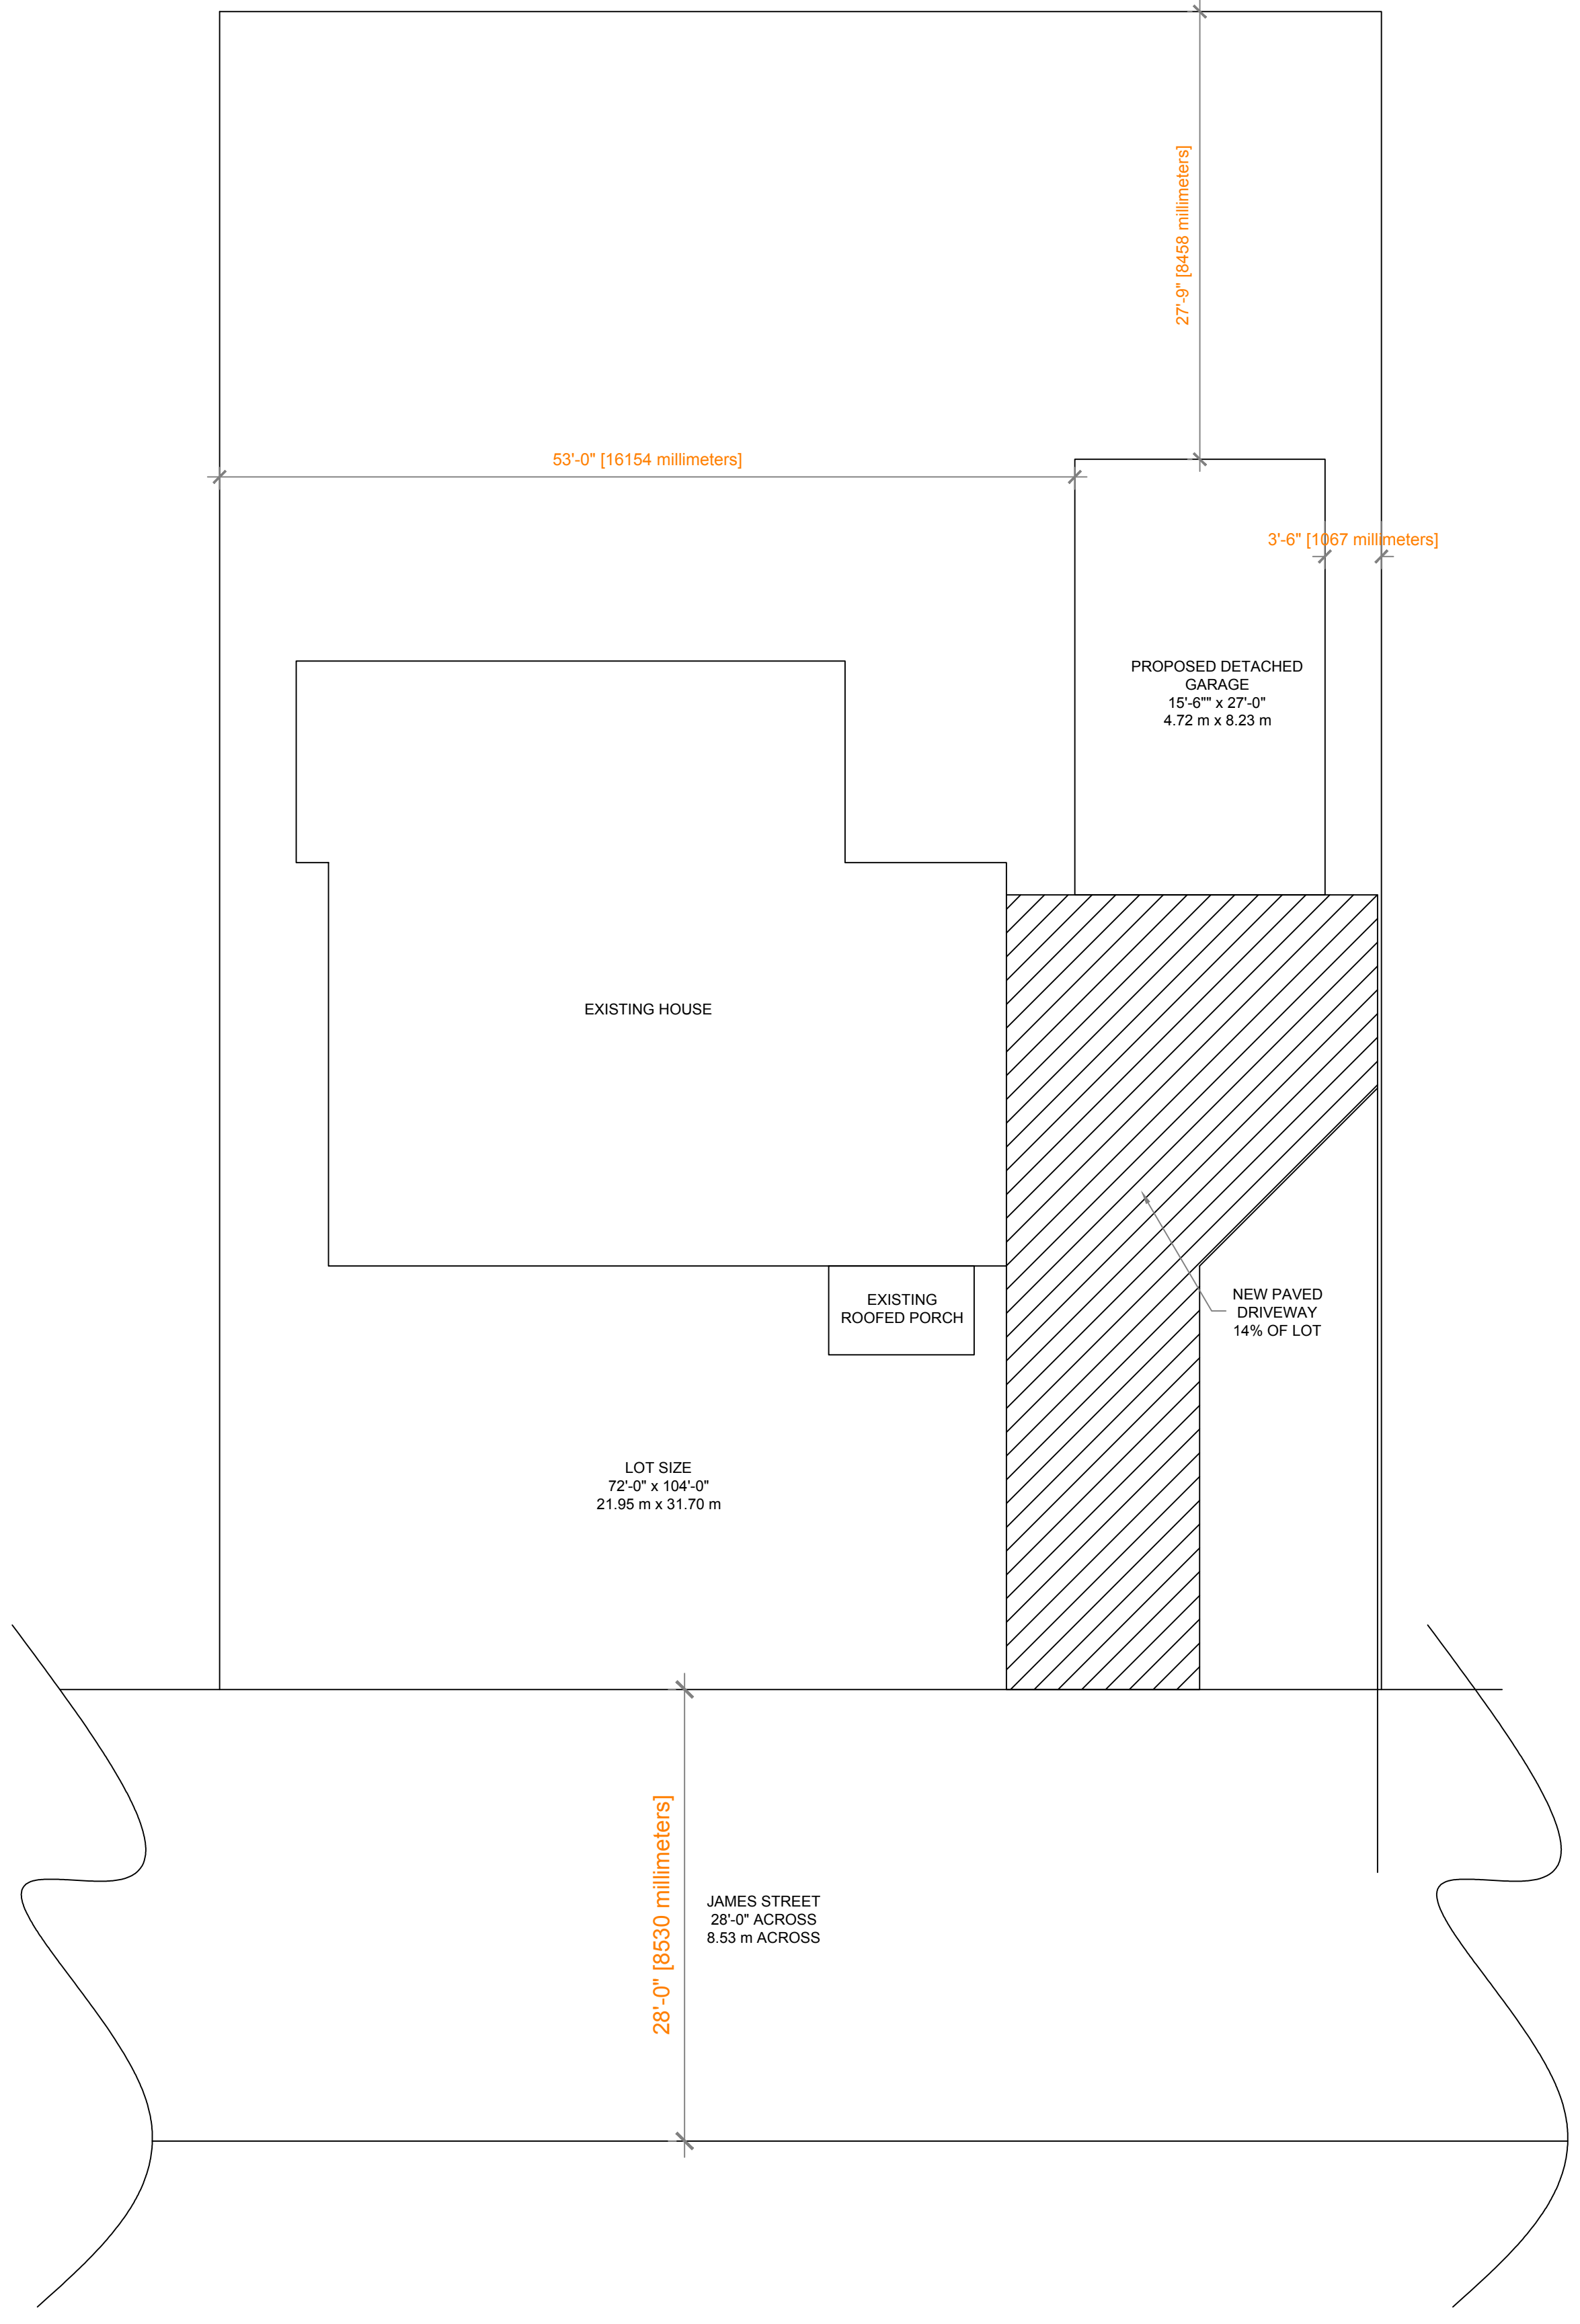 27'-9" [8458 millimeters]
53'-0" [16154 millimeters]
3'-6" [1067 millimeters]
PROPOSED DETACHED
GARAGE
15'-6"" x 27'-0"
4.72 m x 8.23 m
EXISTING HOUSE
EXISTING
ROOFED PORCH
NEW PAVED
DRIVEWAY
14% OF LOT
LOT SIZE
72'-0" x 104'-0"
21.95 m x 31.70 m
28'-0" [8530 millimeters]
JAMES STREET
28'-0" ACROSS
8.53 m ACROSS